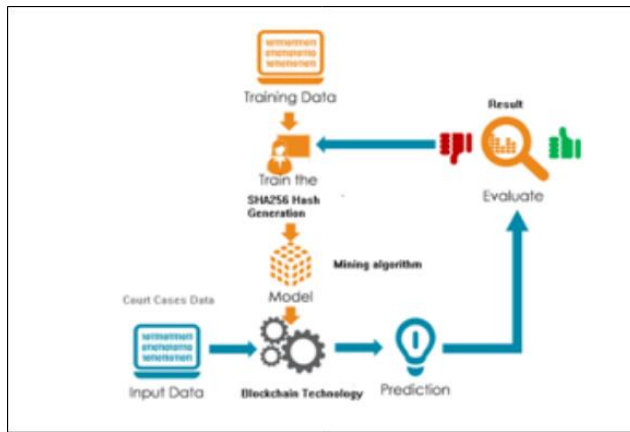 Training Data
Result
Train the
SHA256 Hash
Generation
Evaluate
Mining algorithm
Model
Court Cases Data
Input Data
Blockchain Technology
Prediction